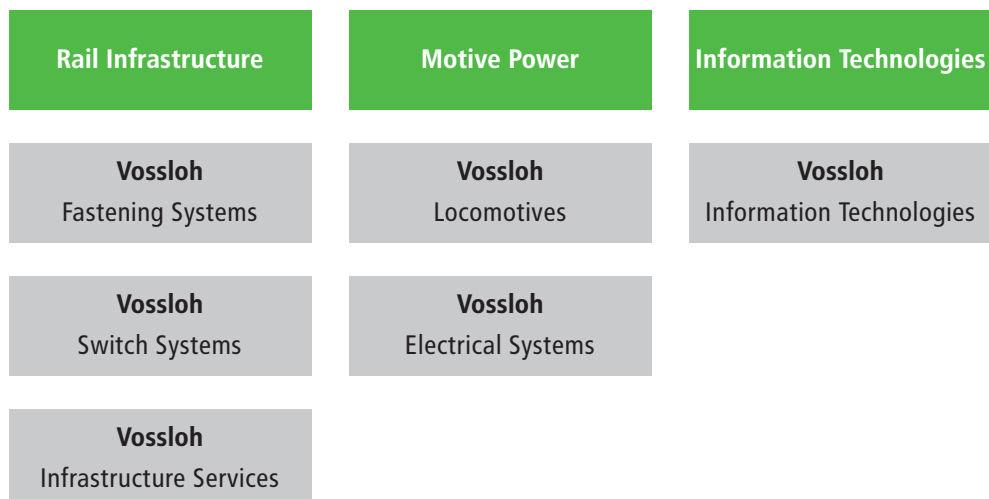 Rail Infrastructure
Motive Power
Information Technologies
Vossloh
Fastening Systems
Vossloh
Locomotives
Vossloh
Information Technologies
Vossloh
Switch Systems
Vossloh
Electrical Systems
Vossloh
Infrastructure Services